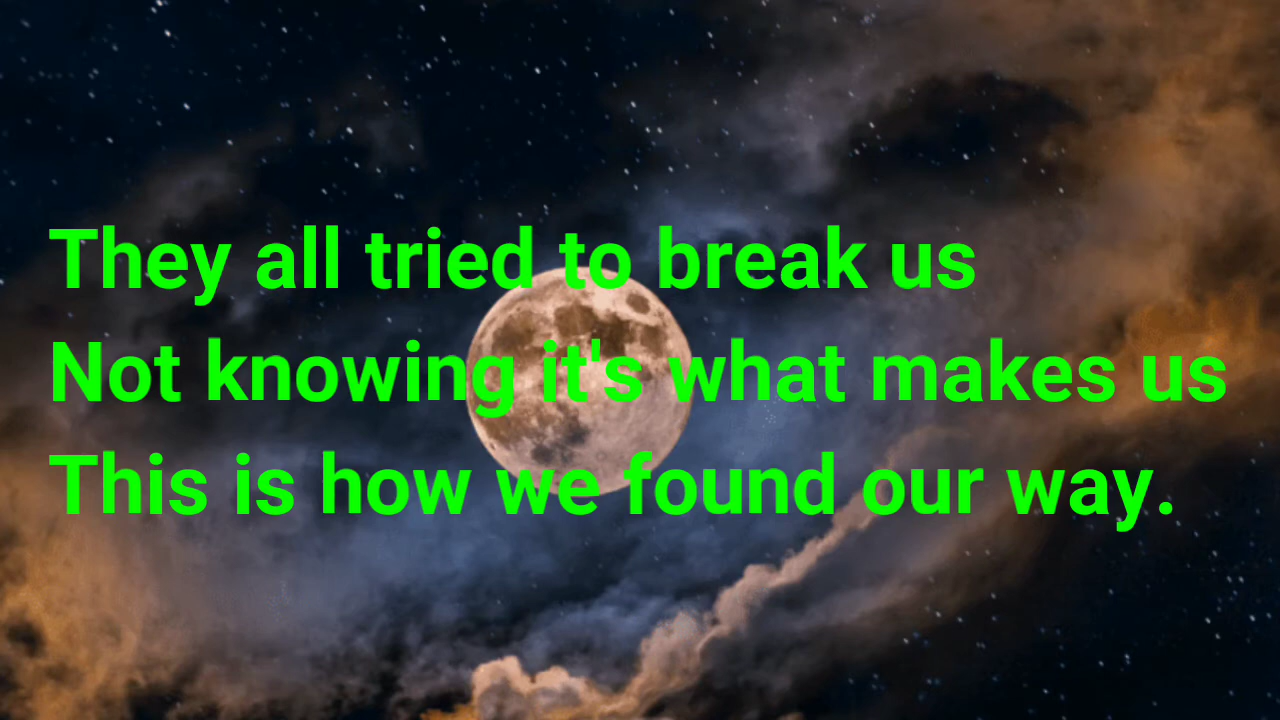 They all tried to break us
Not knowing it's what makes us
This is how we found our way.